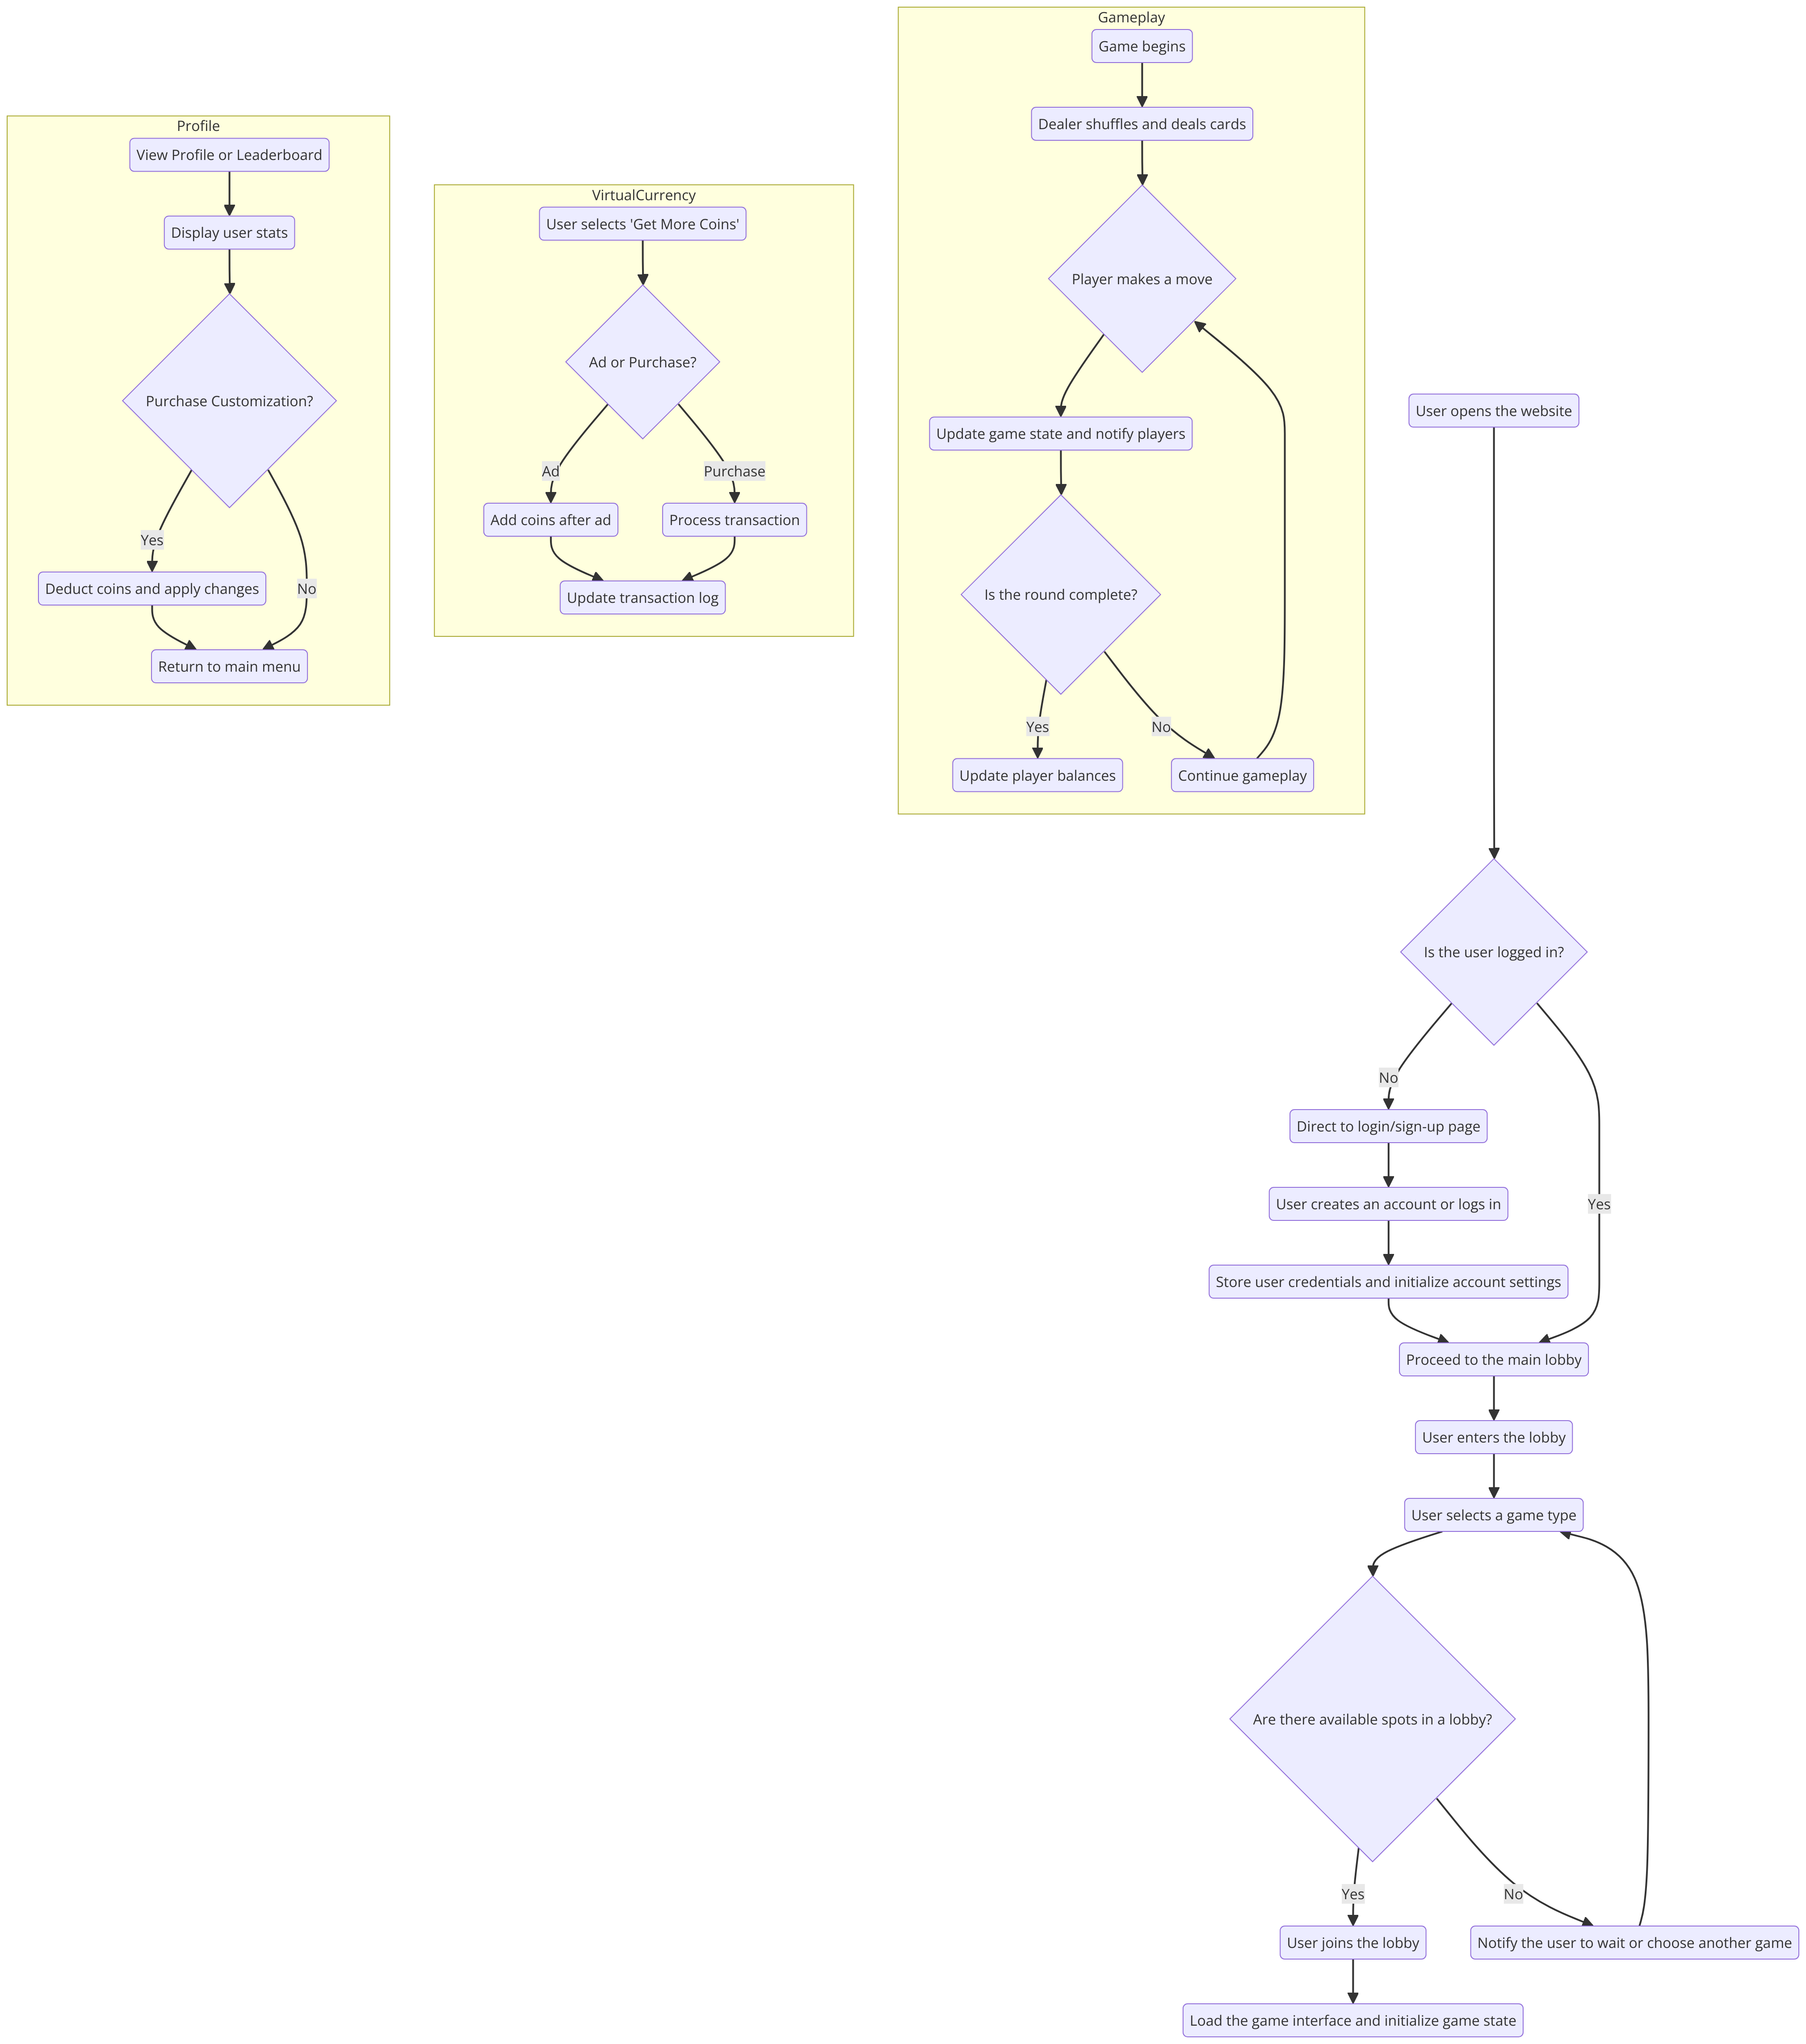 Profile
View Profile or Leaderboard
Display user stats
Purchase Customization?
Yes
No
Deduct coins and apply changes
Return to main menu
VirtualCurrency
User selects 'Get More Coins'
Ad or Purchase?
Ad
Purchase
Add coins after ad
Process transaction
Update transaction log
Gameplay
Game begins
Dealer shuffles and deals cards
Player makes a move
Update game state and notify players
Is the round complete?
Yes
No
Update player balances
Continue gameplay
User opens the website
Is the user logged in?
No
Yes
Direct to login/sign-up page
User creates an account or logs in
Store user credentials and initialize account settings
Proceed to the main lobby
User enters the lobby
User selects a game type
Are there available spots in a lobby?
Yes
No
User joins the lobby
Notify the user to wait or choose another game
Load the game interface and initialize game state